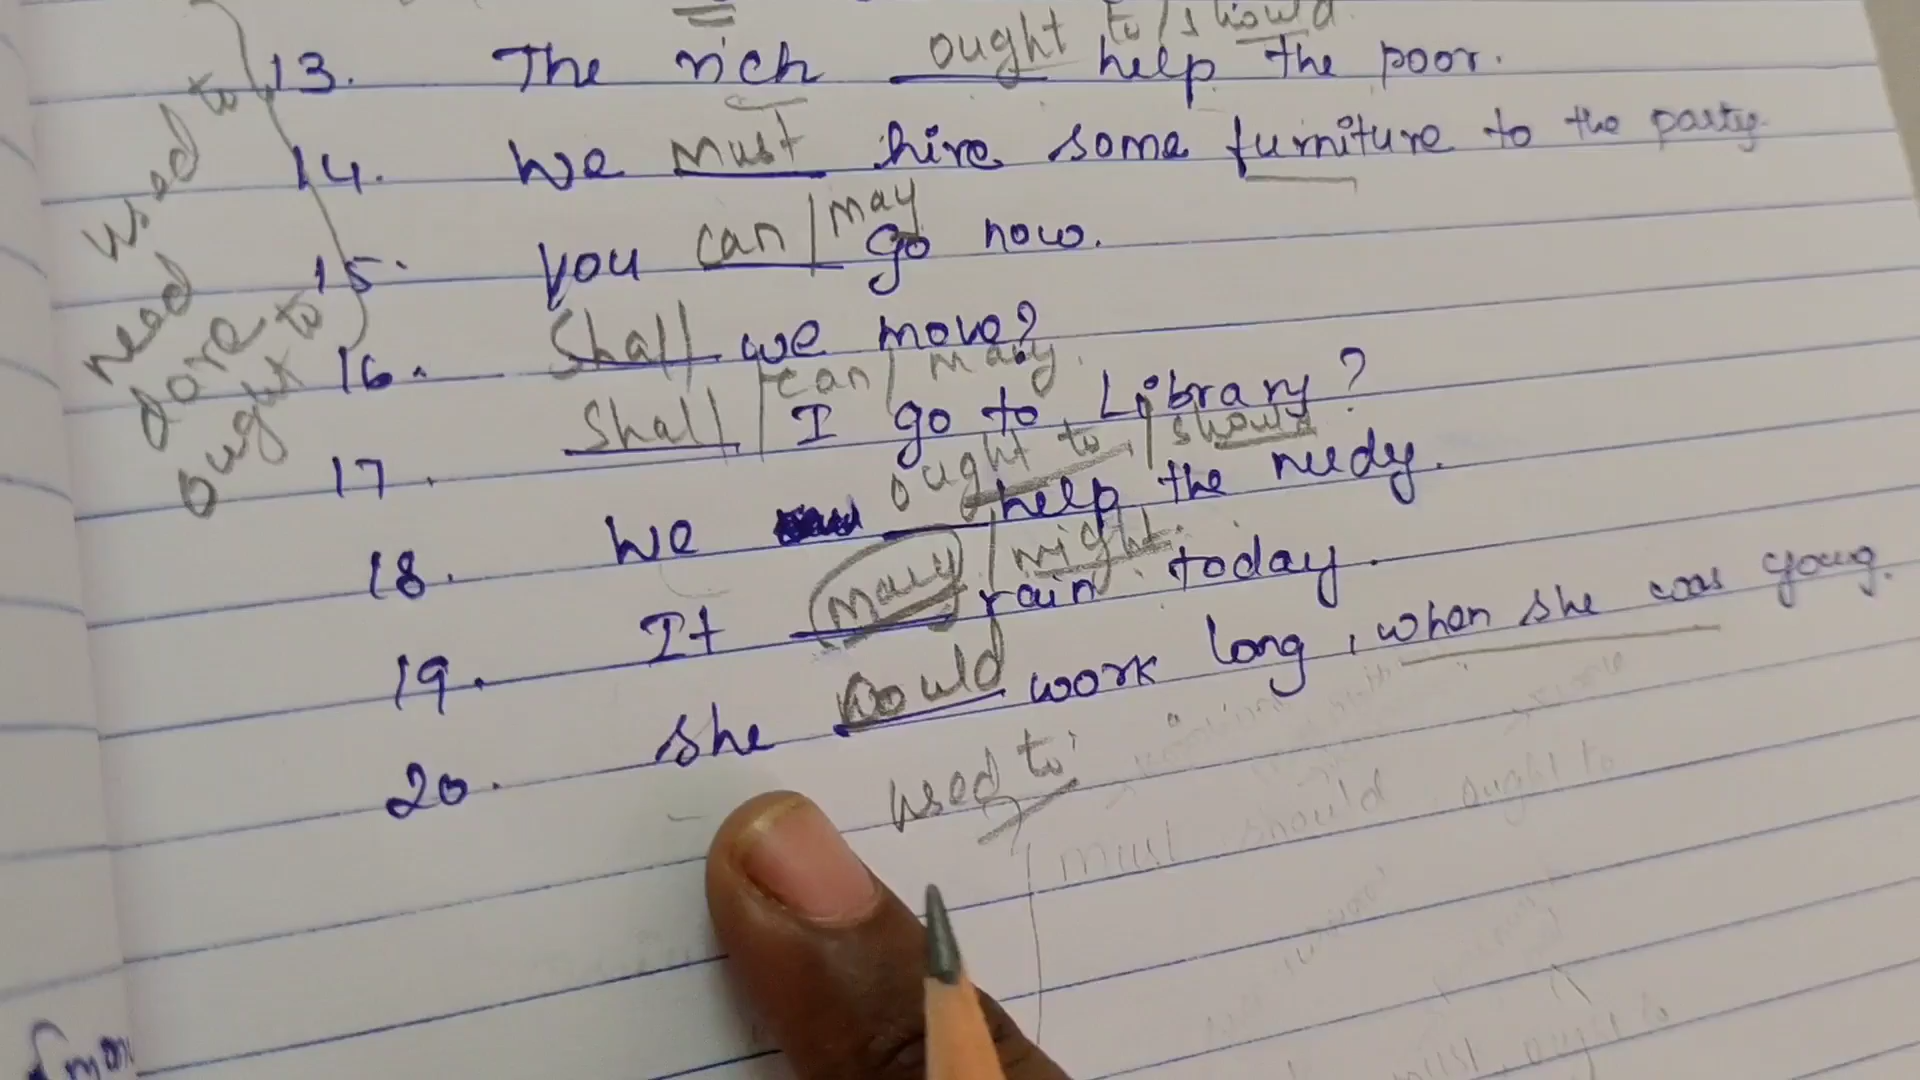 ought to / should
13. The rich ____ help the poor.
14. We must hire some furniture to the party.
15. You can / may go now.
16. Shall we move?
can / may
17. Shall / I go to Library?
ought to / should
18. We ____ help the needy.
19. It may / might rain today.
20. She could work long, when she was young.
used to
used to
need
dare
ought to
must should ought to